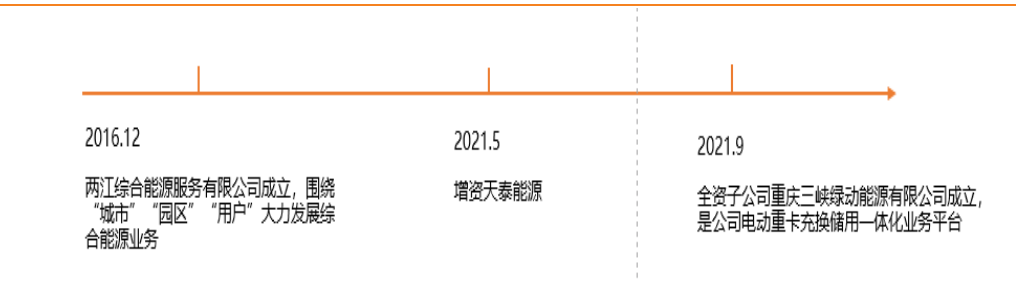 2016.12
两江综合能源服务有限公司成立，围绕
“城市”“园区”“用户”大力发展综
合能源业务
2021.5
增资天泰能源
2021.9
全资子公司重庆三峡绿动能源有限公司成立，
是公司电动重卡充换储用一体化业务平台